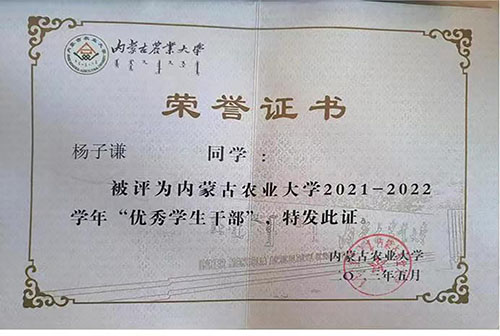 内蒙古农业大学
荣誉证书
杨子谦 同学：
被评为内蒙古农业大学2021-2022
学年“优秀学生干部”，特发此证。
内蒙古农业大学
二〇二二年五月